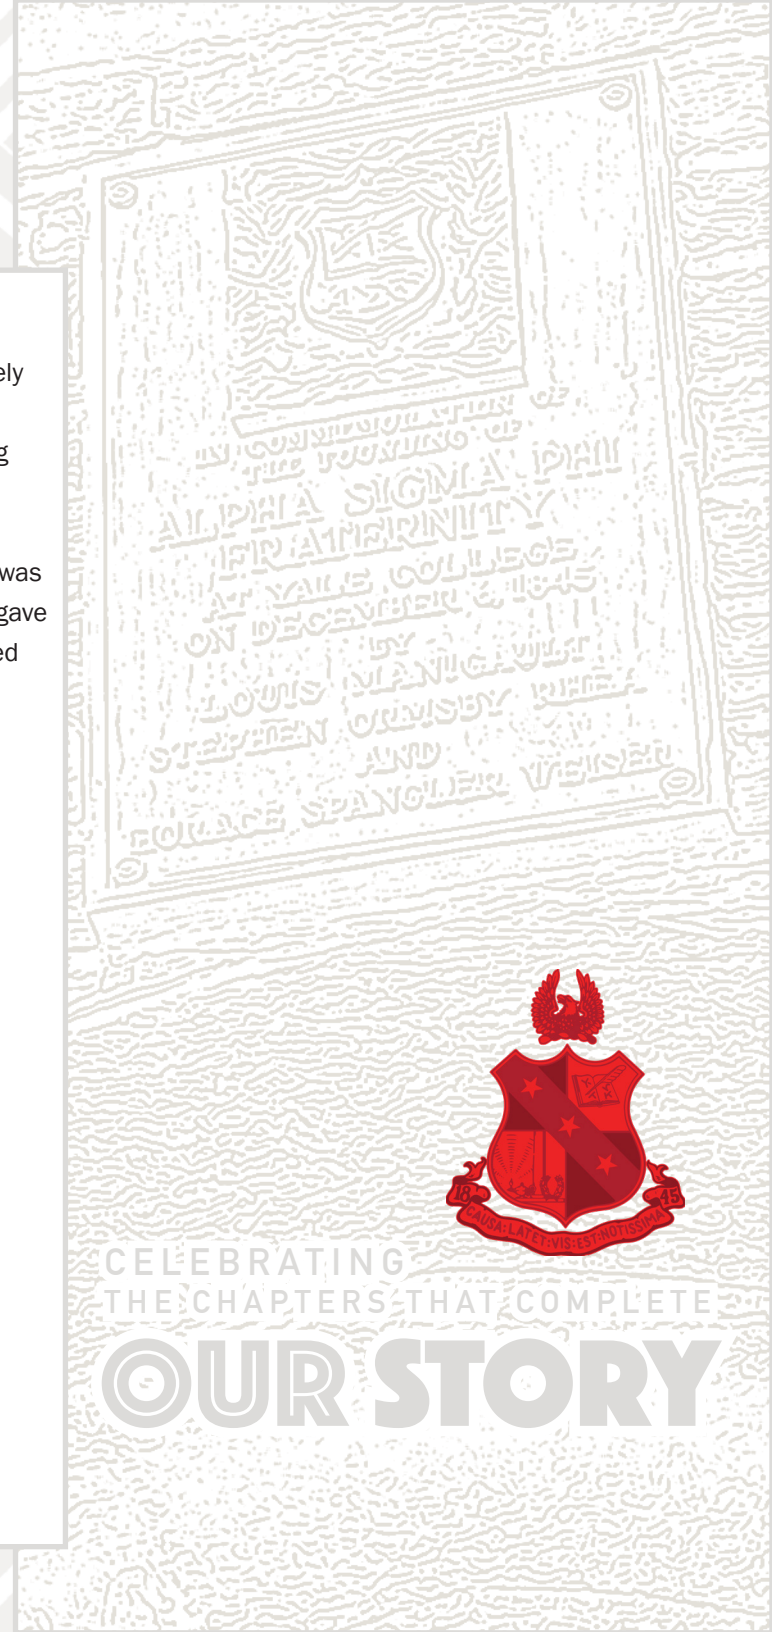 ely
g
was
gave
ed
IN COMMEMORATION OF
THE FOUNDING OF
ALPHA SIGMA PHI
FRATERNITY
AT YALE COLLEGE
ON DECEMBER 6, 1845
BY
LOUIS MANIGAULT
STEPHEN ORMSBY RHEA
AND
HORACE SPANGLER WEISER
18 45
CAUSA:LATET:VIS:EST:NOTISSIMA
CELEBRATING
THE CHAPTERS THAT COMPLETE
OUR STORY